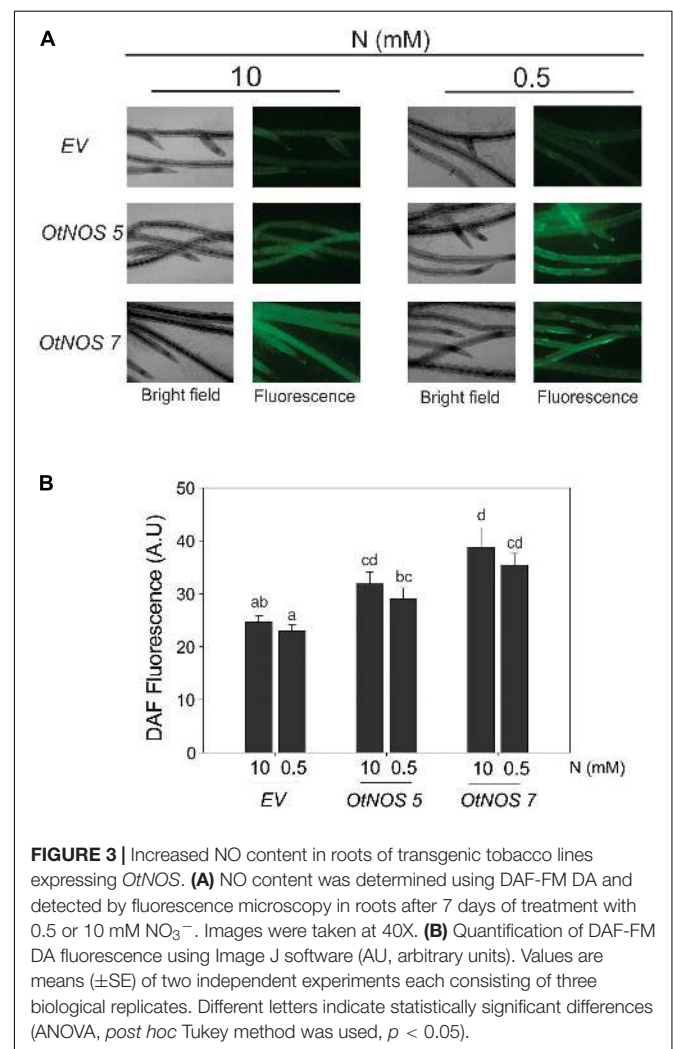 A
N (mM)
10 0.5
EV
OtNOS 5
OtNOS 7
Bright field Fluorescence Bright field Fluorescence
B
50
40
30
20
10
0
DAF Fluorescence (A.U)
ab a cd bc d cd
10 0.5 10 0.5 10 0.5 N (mM)
EV OtNOS 5 OtNOS 7
FIGURE 3 | Increased NO content in roots of transgenic tobacco lines
expressing OtNOS. (A) NO content was determined using DAF-FM DA and
detected by fluorescence microscopy in roots after 7 days of treatment with
0.5 or 10 mM NO₃⁻. Images were taken at 40X. (B) Quantification of DAF-FM
DA fluorescence using Image J software (AU, arbitrary units). Values are
means (±SE) of two independent experiments each consisting of three
biological replicates. Different letters indicate statistically significant differences
(ANOVA, post hoc Tukey method was used, p < 0.05).